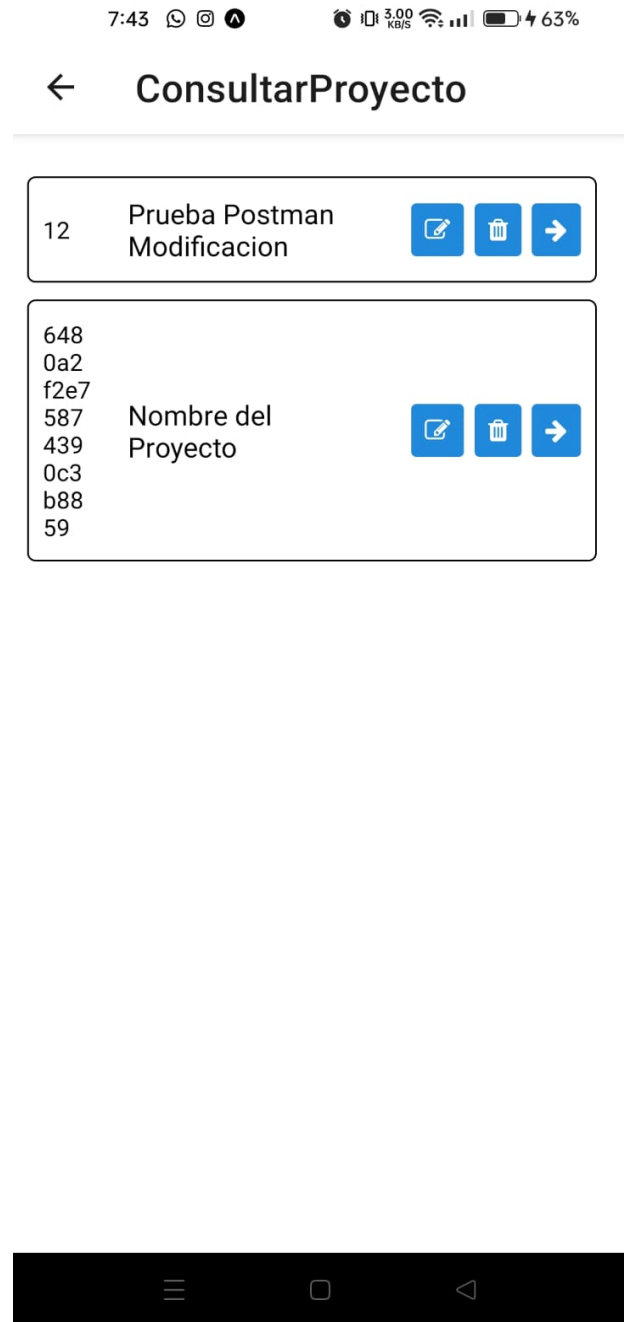 7:43 3.00 KB/S 63%
ConsultarProyecto
12
Prueba Postman
Modificacion
648
0a2
f2e7
587
439
0c3
b88
59
Nombre del
Proyecto